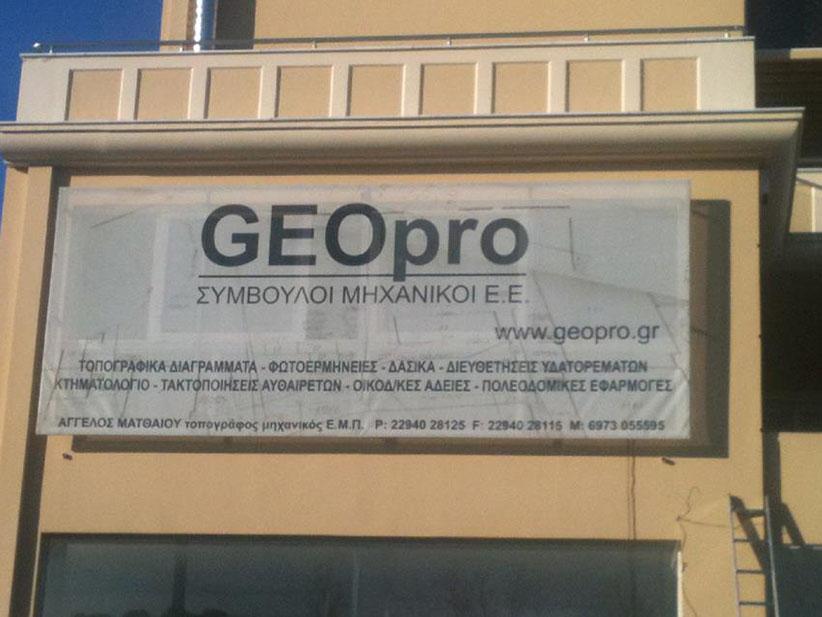 GEOpro
ΣΥΜΒΟΥΛΟΙ ΜΗΧΑΝΙΚΟΙ Ε.Ε.
www.geopro.gr
ΤΟΠΟΓΡΑΦΙΚΑ ΔΙΑΓΡΑΜΜΑΤΑ - ΦΩΤΟΕΡΜΗΝΕΙΕΣ - ΔΑΣΙΚΑ - ΔΙΕΥΘΕΤΗΣΕΙΣ ΥΔΑΤΟΡΕΜΑΤΩΝ
ΚΤΗΜΑΤΟΛΟΓΙΟ - ΤΑΚΤΟΠΟΙΗΣΕΙΣ ΑΥΘΑΙΡΕΤΩΝ - ΟΙΚΟΔ/ΚΕΣ ΑΔΕΙΕΣ - ΠΟΛΕΟΔΟΜΙΚΕΣ ΕΦΑΡΜΟΓΕΣ
ΑΓΓΕΛΟΣ ΜΑΤΘΑΙΟΥ τοπογράφος μηχανικός Ε.Μ.Π. P: 22940 28125 F: 22940 28115 M: 6973 055595